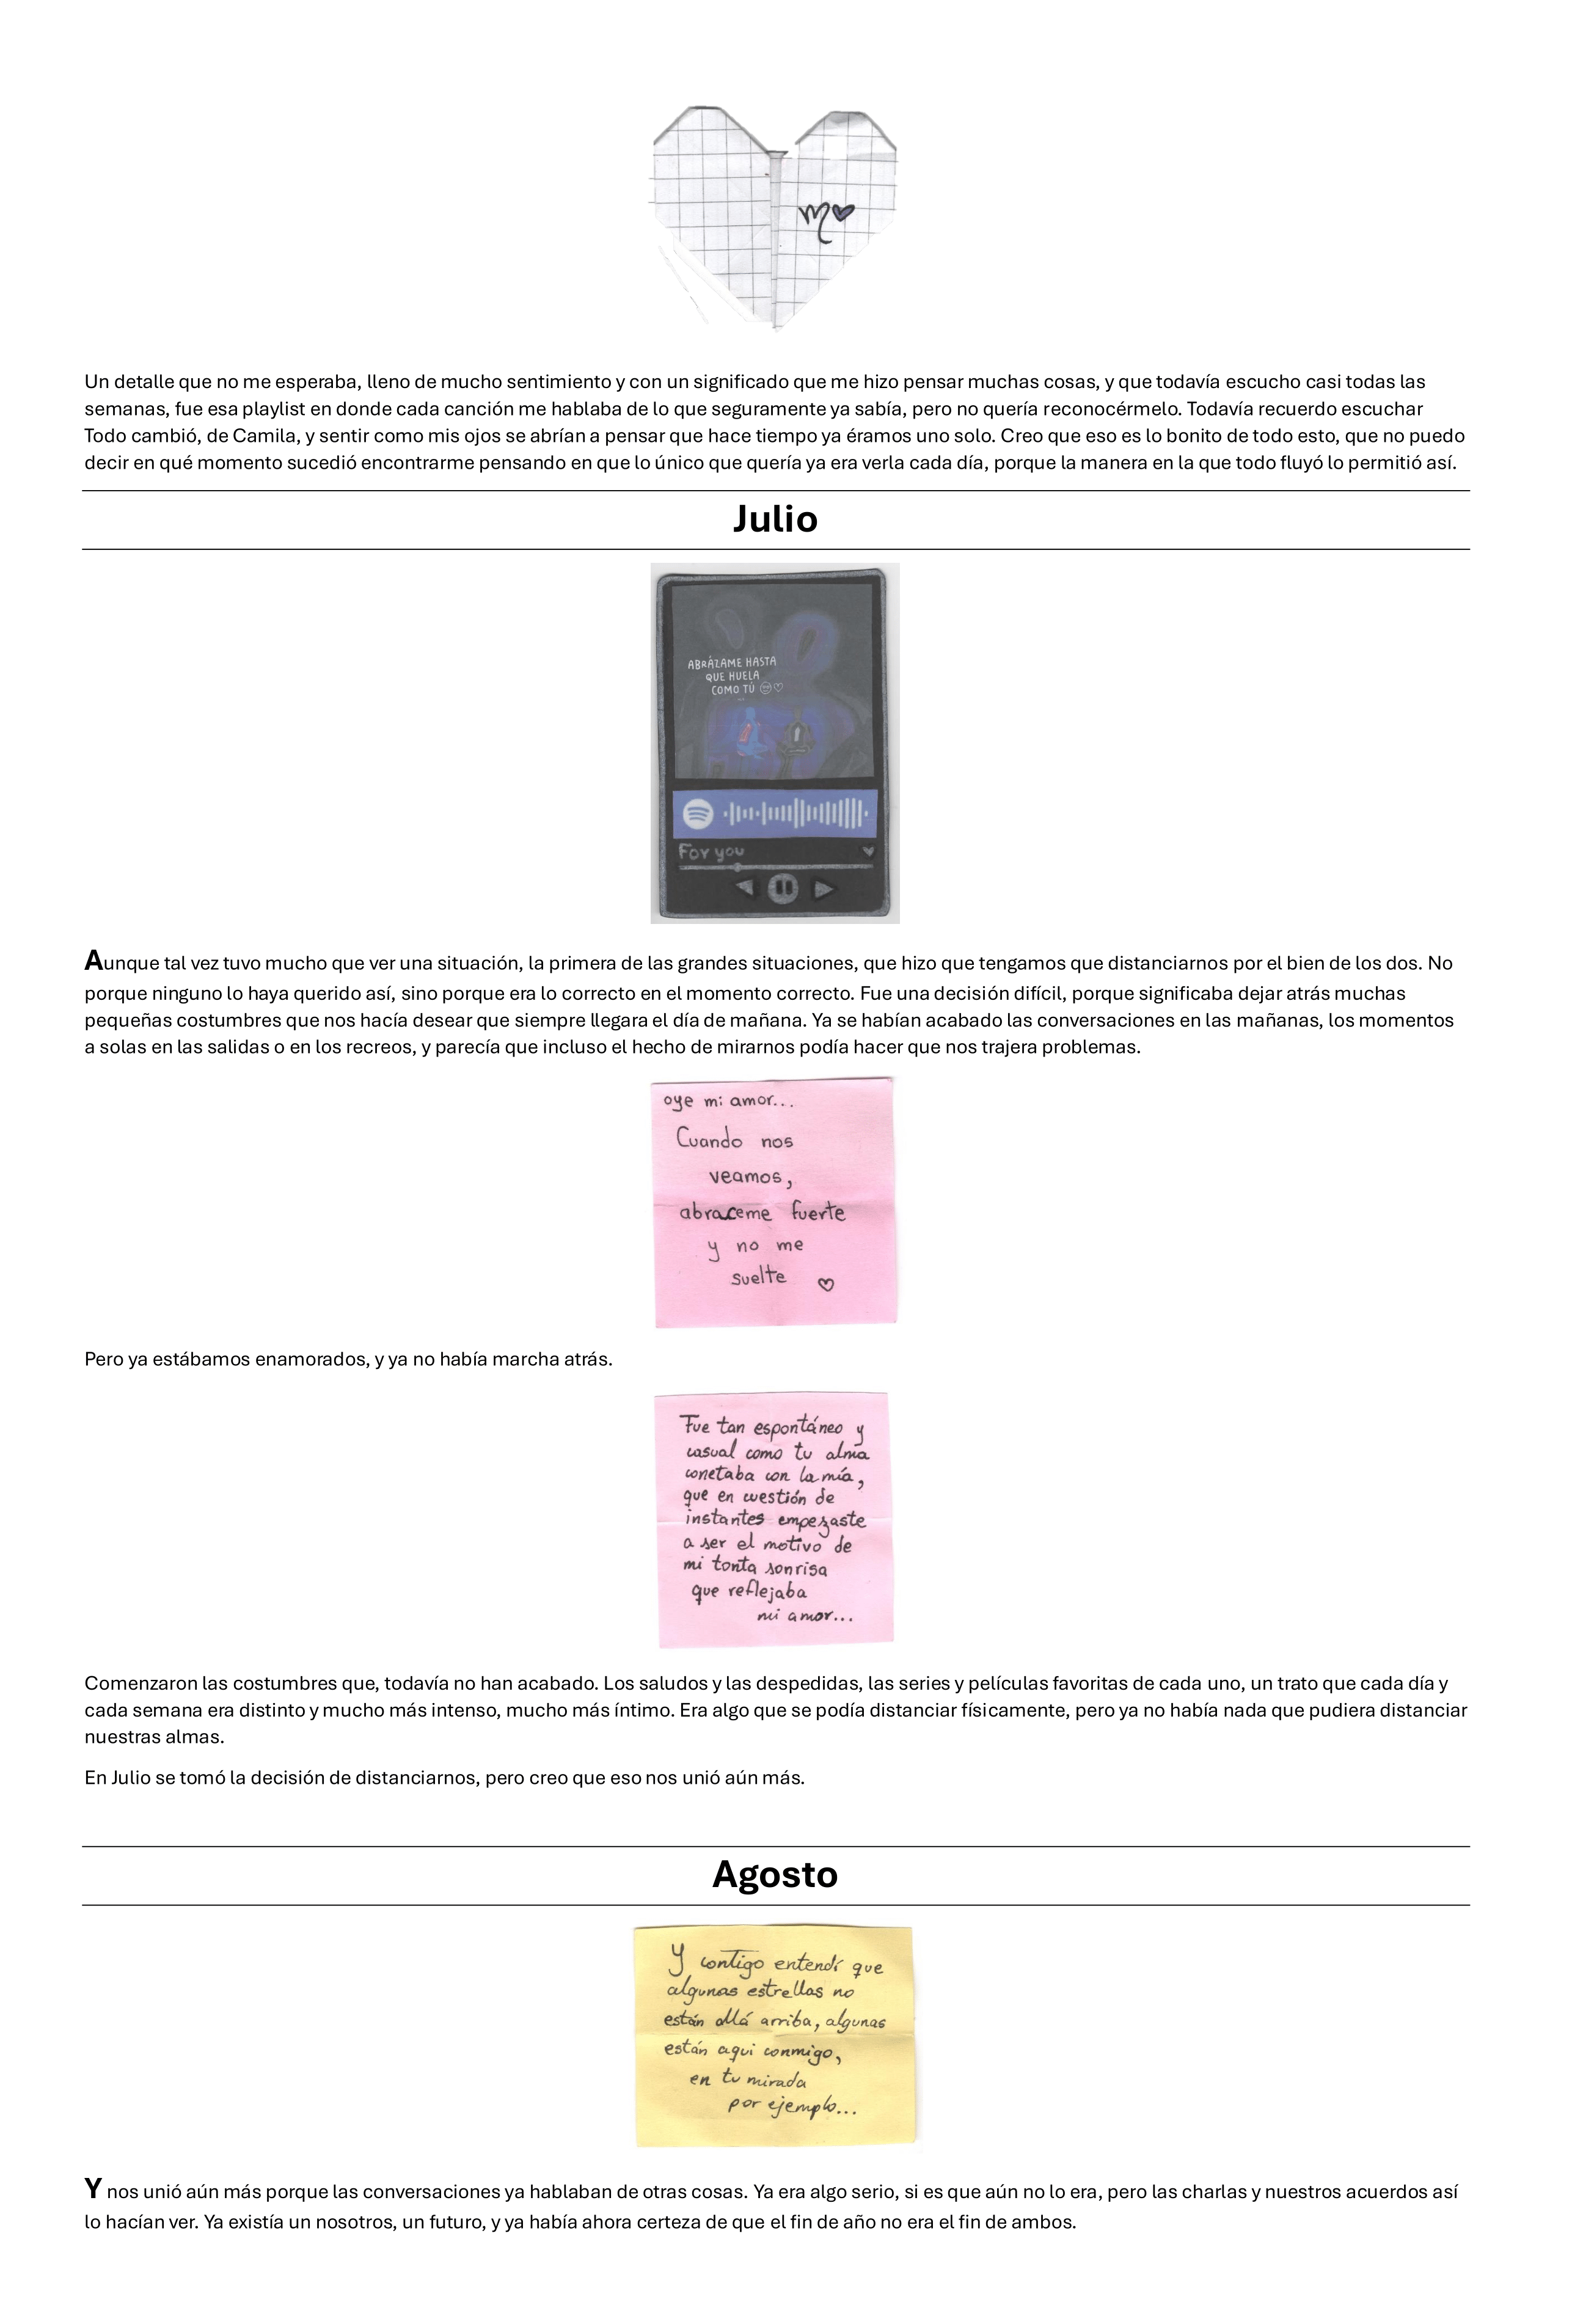 m
Un detalle que no me esperaba, lleno de mucho sentimiento y con un significado que me hizo pensar muchas cosas, y que todavía escucho casi todas las
semanas, fue esa playlist en donde cada canción me hablaba de lo que seguramente ya sabía, pero no quería reconocérmelo. Todavía recuerdo escuchar
Todo cambió, de Camila, y sentir como mis ojos se abrían a pensar que hace tiempo ya éramos uno solo. Creo que eso es lo bonito de todo esto, que no puedo
decir en qué momento sucedió encontrarme pensando en que lo único que quería ya era verla cada día, porque la manera en la que todo fluyó lo permitió así.
Julio
ABRÁZAME HASTA
QUE HUELA
COMO TÚ
For you
Aunque tal vez tuvo mucho que ver una situación, la primera de las grandes situaciones, que hizo que tengamos que distanciarnos por el bien de los dos. No
porque ninguno lo haya querido así, sino porque era lo correcto en el momento correcto. Fue una decisión difícil, porque significaba dejar atrás muchas
pequeñas costumbres que nos hacía desear que siempre llegara el día de mañana. Ya se habían acabado las conversaciones en las mañanas, los momentos
a solas en las salidas o en los recreos, y parecía que incluso el hecho de mirarnos podía hacer que nos trajera problemas.
oye mi amor...
Cuando nos
veamos,
abraceme fuerte
y no me
suelte ♡
Pero ya estábamos enamorados, y ya no había marcha atrás.
Fue tan espontáneo y
casual como tu alma
conetaba con la mía,
que en cuestión de
instantes empezaste
a ser el motivo de
mi tonta sonrisa
que reflejaba
mi amor...
Comenzaron las costumbres que, todavía no han acabado. Los saludos y las despedidas, las series y películas favoritas de cada uno, un trato que cada día y
cada semana era distinto y mucho más intenso, mucho más íntimo. Era algo que se podía distanciar físicamente, pero ya no había nada que pudiera distanciar
nuestras almas.
En Julio se tomó la decisión de distanciarnos, pero creo que eso nos unió aún más.
Agosto
Y contigo entendí que
algunas estrellas no
están allá arriba, algunas
están aqui conmigo,
en tu mirada
por ejemplo...
Y nos unió aún más porque las conversaciones ya hablaban de otras cosas. Ya era algo serio, si es que aún no lo era, pero las charlas y nuestros acuerdos así
lo hacían ver. Ya existía un nosotros, un futuro, y ya había ahora certeza de que el fin de año no era el fin de ambos.